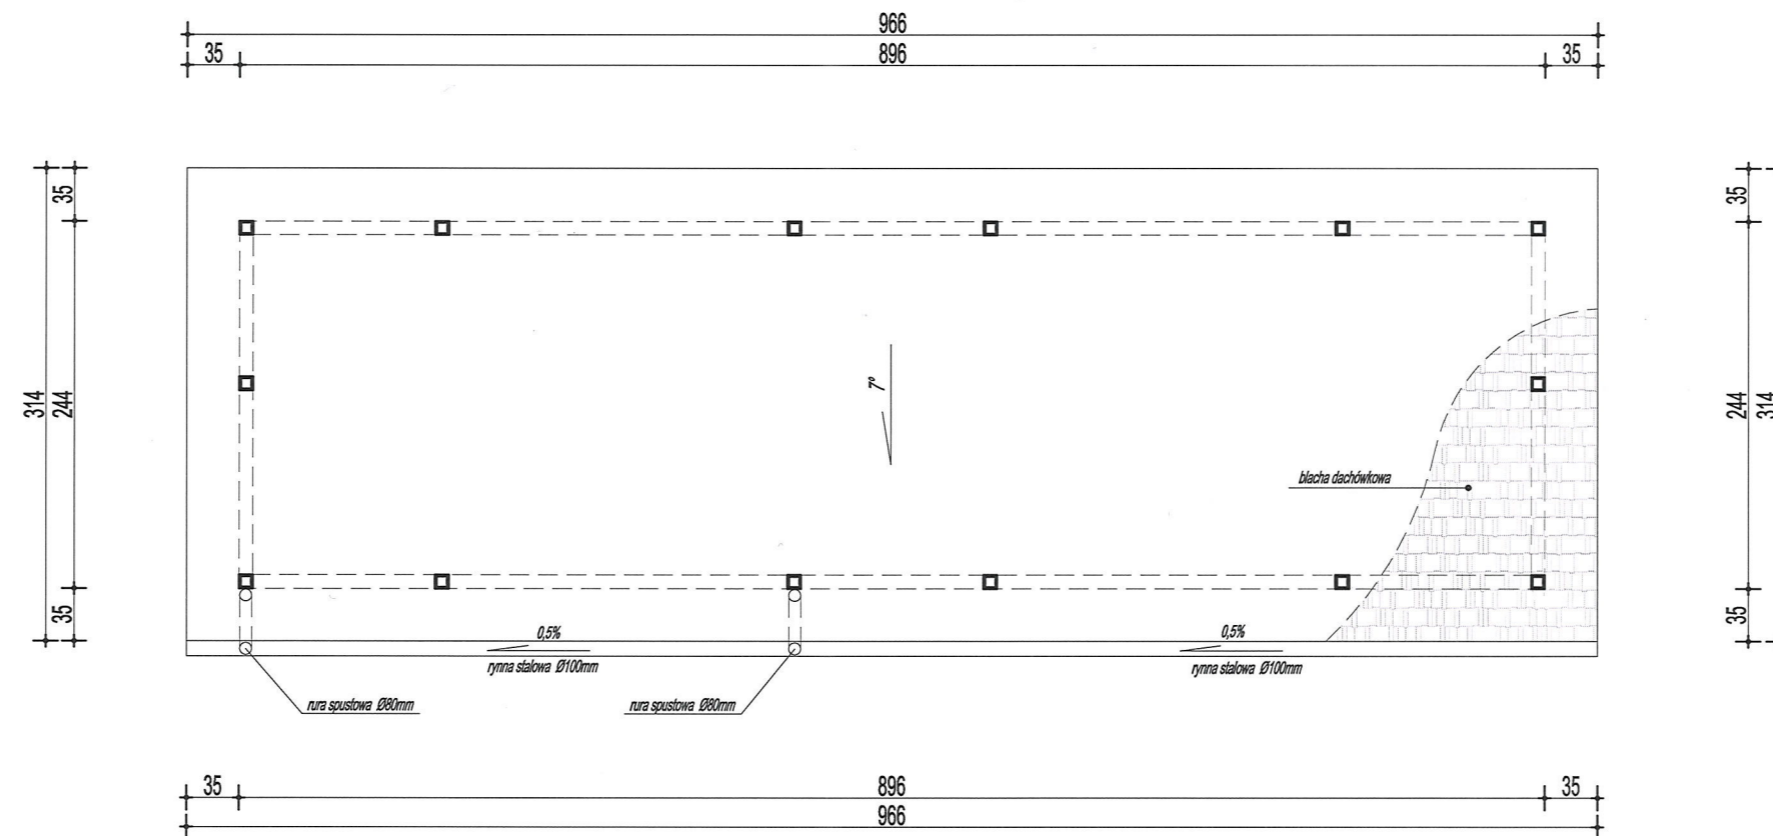 966
35 896 35
35 35
314 244 244 314
7°
blacha dachówkowa
35 35
0,5% 0,5%
rynna stalowa Ø100mm rynna stalowa Ø100mm
rura spustowa Ø80mm rura spustowa Ø80mm
35 896 35
966